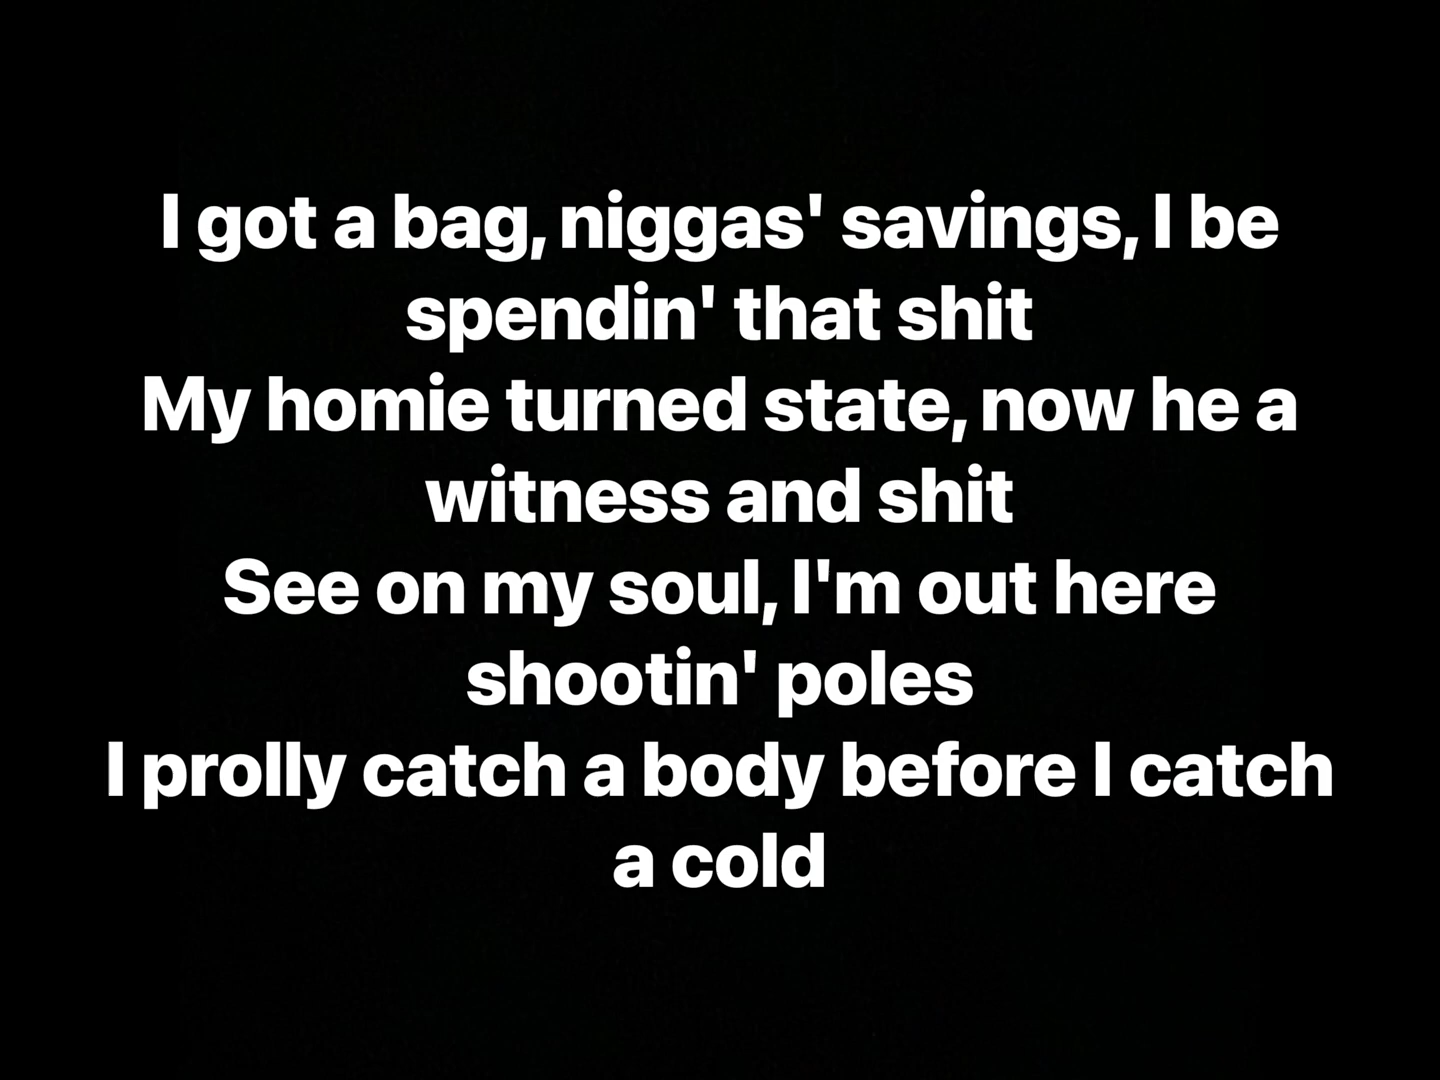 I got a bag, niggas' savings, I be
spendin' that shit
My homie turned state, now he a
witness and shit
See on my soul, I'm out here
shootin' poles
I prolly catch a body before I catch
a cold